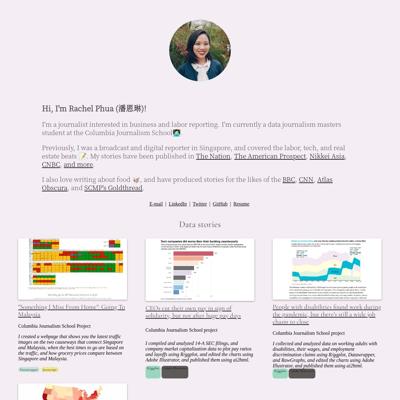 Hi, I'm Rachel Phua (潘恩琳)!
I'm a journalist interested in business and labor reporting. I'm currently a data journalism masters
student at the Columbia Journalism School
Previously, I was a broadcast and digital reporter in Singapore, and covered the labor, tech, and real
estate beats. My stories have been published in The Nation, The American Prospect, Nikkei Asia,
CNBC, and more.
I also love writing about food, and have produced stories for the likes of the BBC, CNN, Atlas
Obscura, and SCMP's Goldthread.
E-mail | LinkedIn | Twitter | GitHub | Resume
Data stories
"Something I Miss From Home": Going To
Malaysia
Columbia Journalism School Project
I created a webpage that shows you the latest traffic
images on the two causeways that connect Singapore
and Malaysia, when the best times to go are based on
the traffic, and how grocery prices compare between
Singapore and Malaysia.
CEOs cut their own pay in sign of
solidarity, but not after huge pay days
Columbia Journalism School project
I compiled and analyzed 14-A SEC filings, and
company market capitalization data to plot pay ratios
and layoffs using Rggplot, and edited the charts using
Adobe Illustrator, and published them using ai2html.
People with disabilities found work during
the pandemic, but there's still a wide job
chasm to close
Columbia Journalism School project
I collected and analyzed data on working adults with
disabilities, their wages, and employment
discrimination claims using Rggplot, Datawrapper,
and RawGraphs, and edited the charts using Adobe
Illustrator, and published them using ai2html.